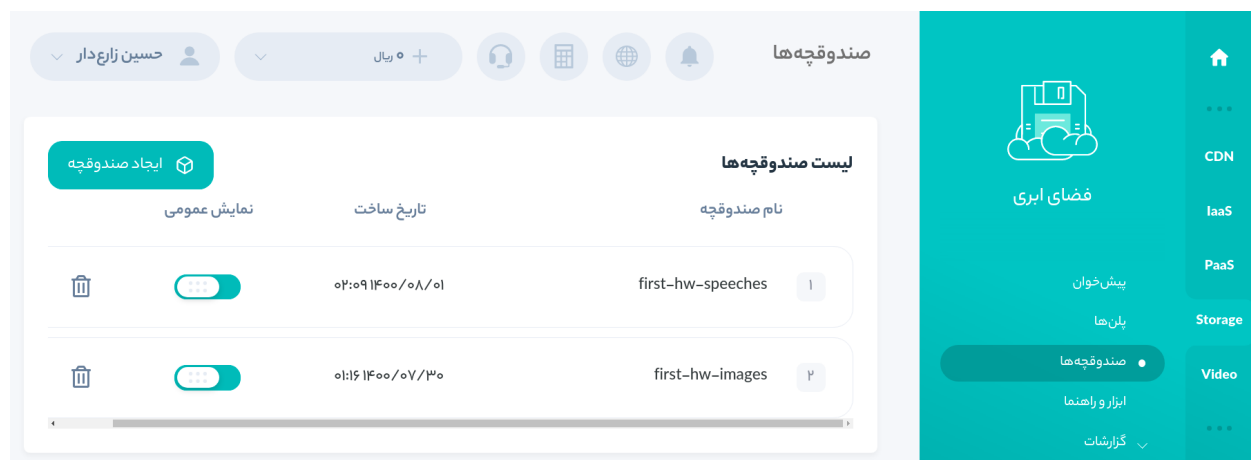 CDN
IaaS
PaaS
Storage
Video
فضای ابری
پیش‌خوان
پلن‌ها
صندوقچه‌ها
ابزار و راهنما
گزارشات
صندوقچه‌ها
۰ ریال
حسین زارع‌دار
لیست صندوقچه‌ها
ایجاد صندوقچه
نام صندوقچه
تاریخ ساخت
نمایش عمومی
۱ first-hw-speeches ۱۴۰۰/۰۸/۰۱ ۰۲:۰۹
۲ first-hw-images ۱۴۰۰/۰۷/۳۰ ۰۱:۱۶